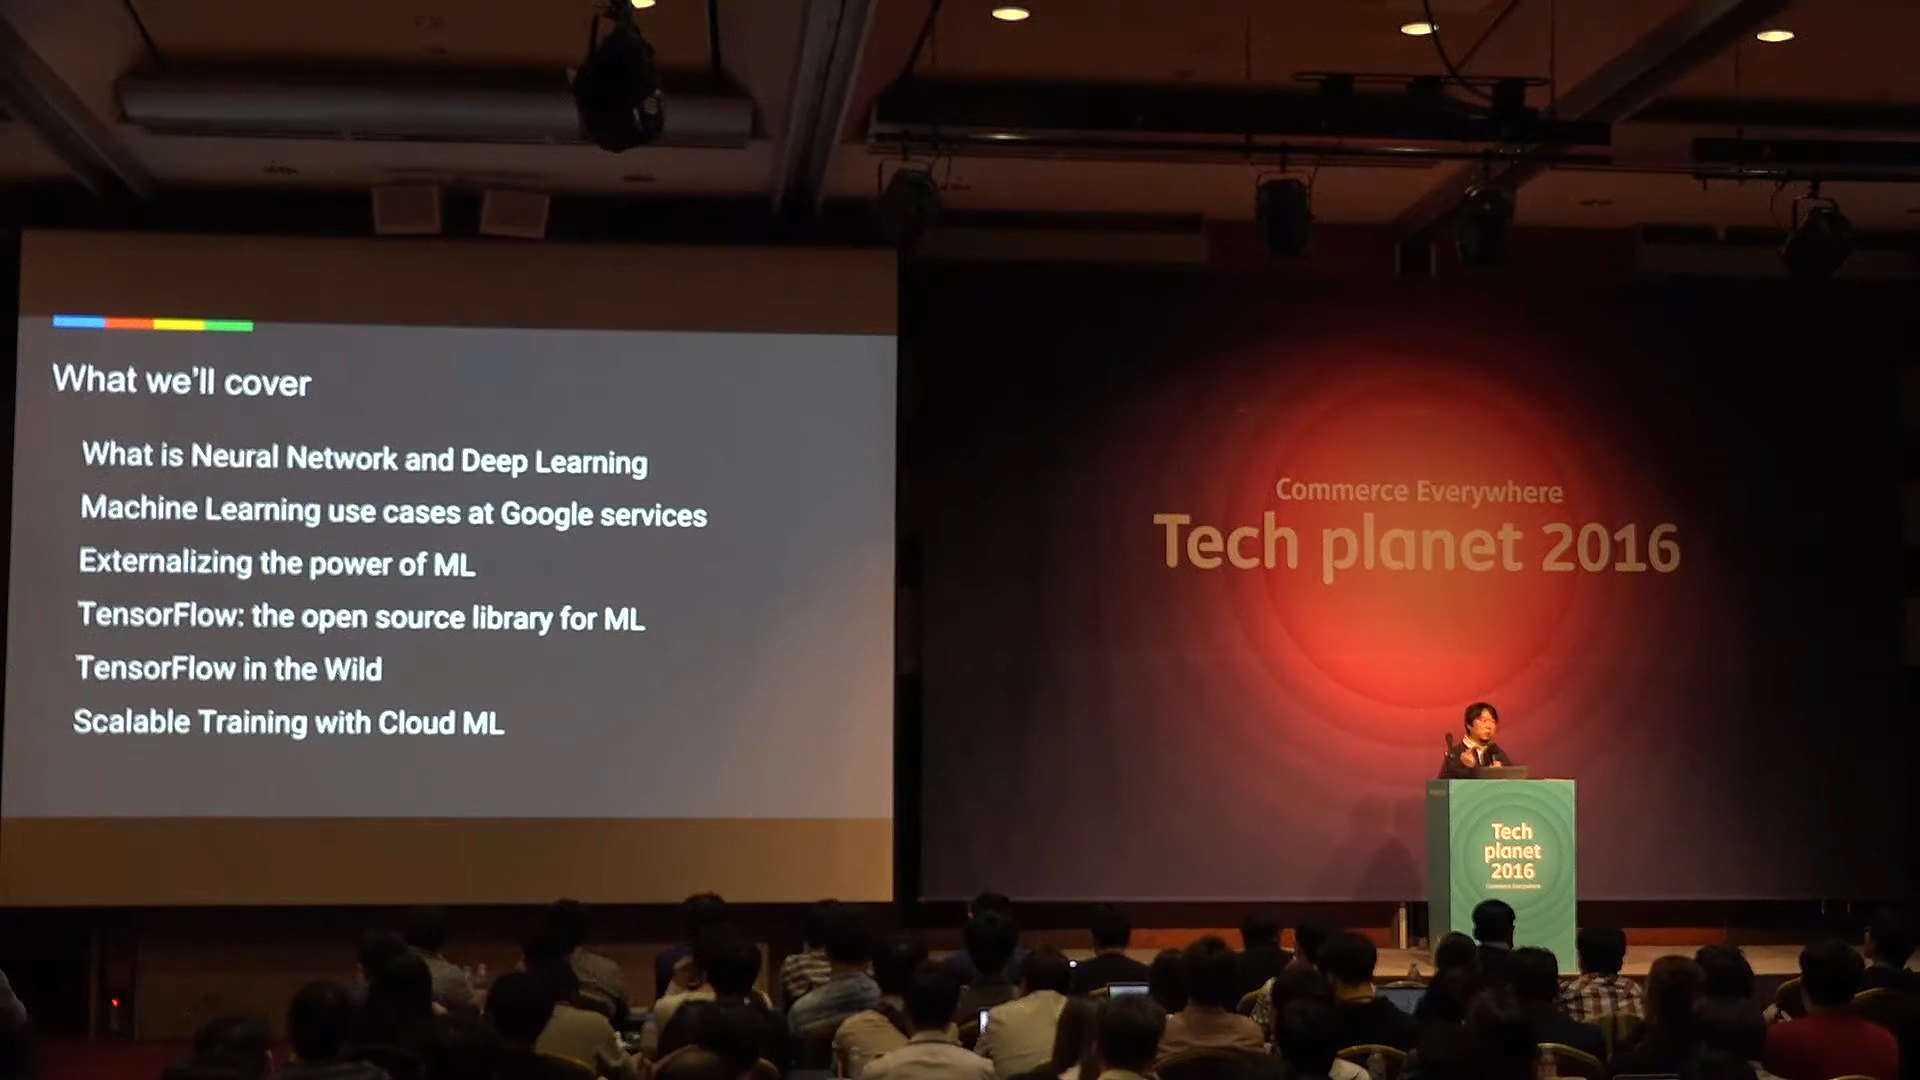 What we'll cover
What is Neural Network and Deep Learning
Machine Learning use cases at Google services
Externalizing the power of ML
TensorFlow: the open source library for ML
TensorFlow in the Wild
Scalable Training with Cloud ML
Commerce Everywhere
Tech planet 2016
Tech
planet
2016
Commerce Everywhere